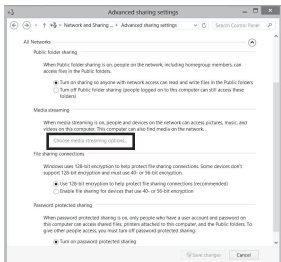 Advanced sharing settings
« Network and Sharing ... › Advanced sharing settings
Search Control Panel
All Networks
Public folder sharing
When Public folder sharing is on, people on the network, including homegroup members, can
access files in the Public folders.
Turn on sharing so anyone with network access can read and write files in the Public folders
Turn off Public folder sharing (people logged on to this computer can still access these
folders)
Media streaming
When media streaming is on, people and devices on the network can access pictures, music, and
videos on this computer. This computer can also find media on the network.
Choose media streaming options...
File sharing connections
Windows uses 128-bit encryption to help protect file sharing connections. Some devices don't
support 128-bit encryption and must use 40- or 56-bit encryption.
Use 128-bit encryption to help protect file sharing connections (recommended)
Enable file sharing for devices that use 40- or 56-bit encryption
Password protected sharing
When password protected sharing is on, only people who have a user account and password on
this computer can access shared files, printers attached to this computer, and the Public folders. To
give other people access, you must turn off password protected sharing.
Turn on password protected sharing
Save changes Cancel